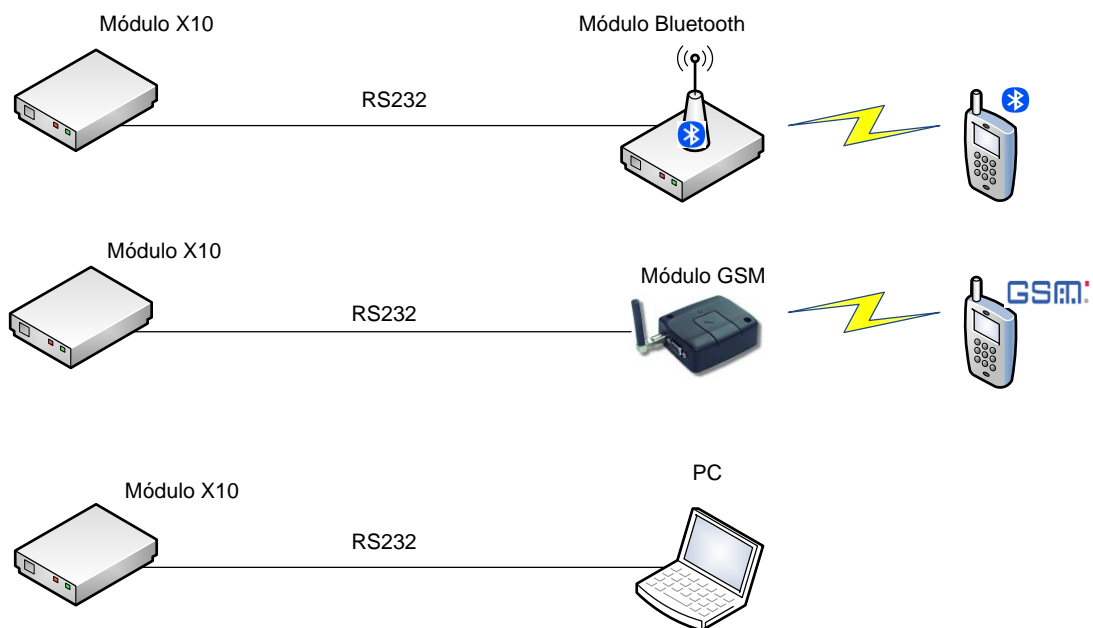 Módulo X10
Módulo Bluetooth
RS232
Módulo X10
Módulo GSM
RS232
GSM
PC
Módulo X10
RS232